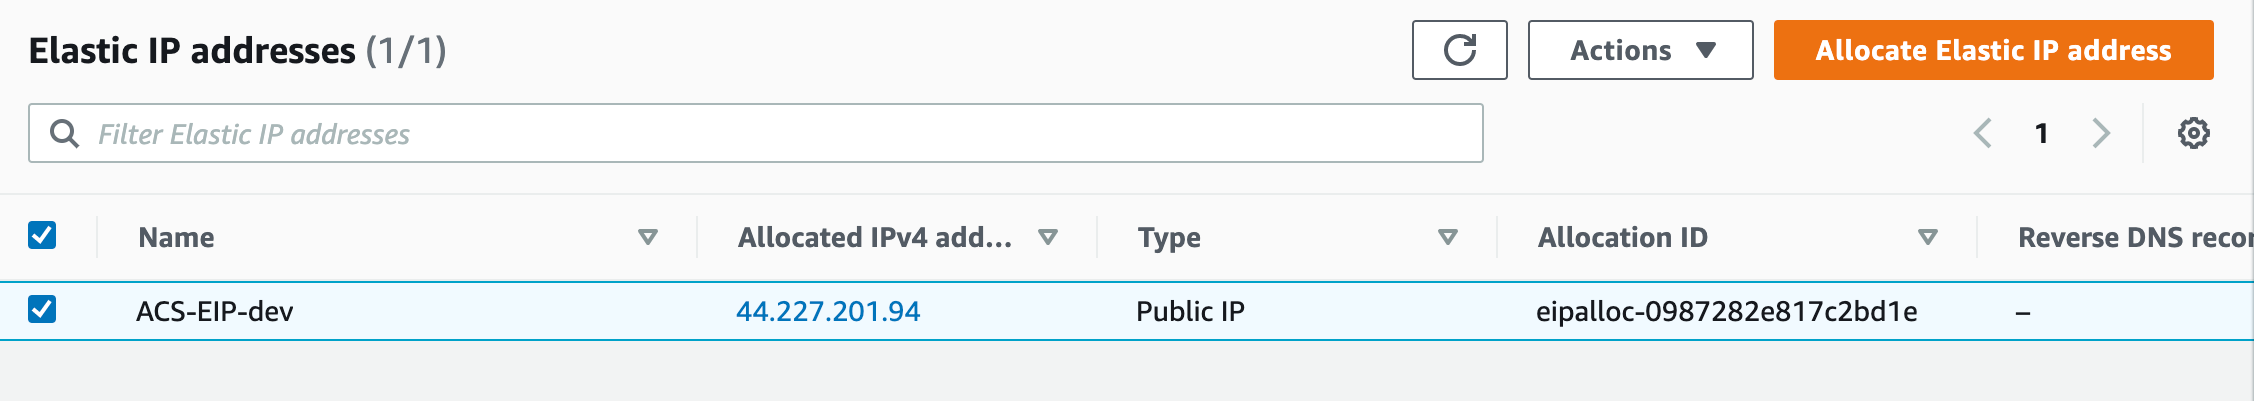 Elastic IP addresses (1/1)
Actions
Allocate Elastic IP address
Filter Elastic IP addresses
1
Name
Allocated IPv4 add...
Type
Allocation ID
Reverse DNS recor
ACS-EIP-dev
44.227.201.94
Public IP
eipalloc-0987282e817c2bd1e
–